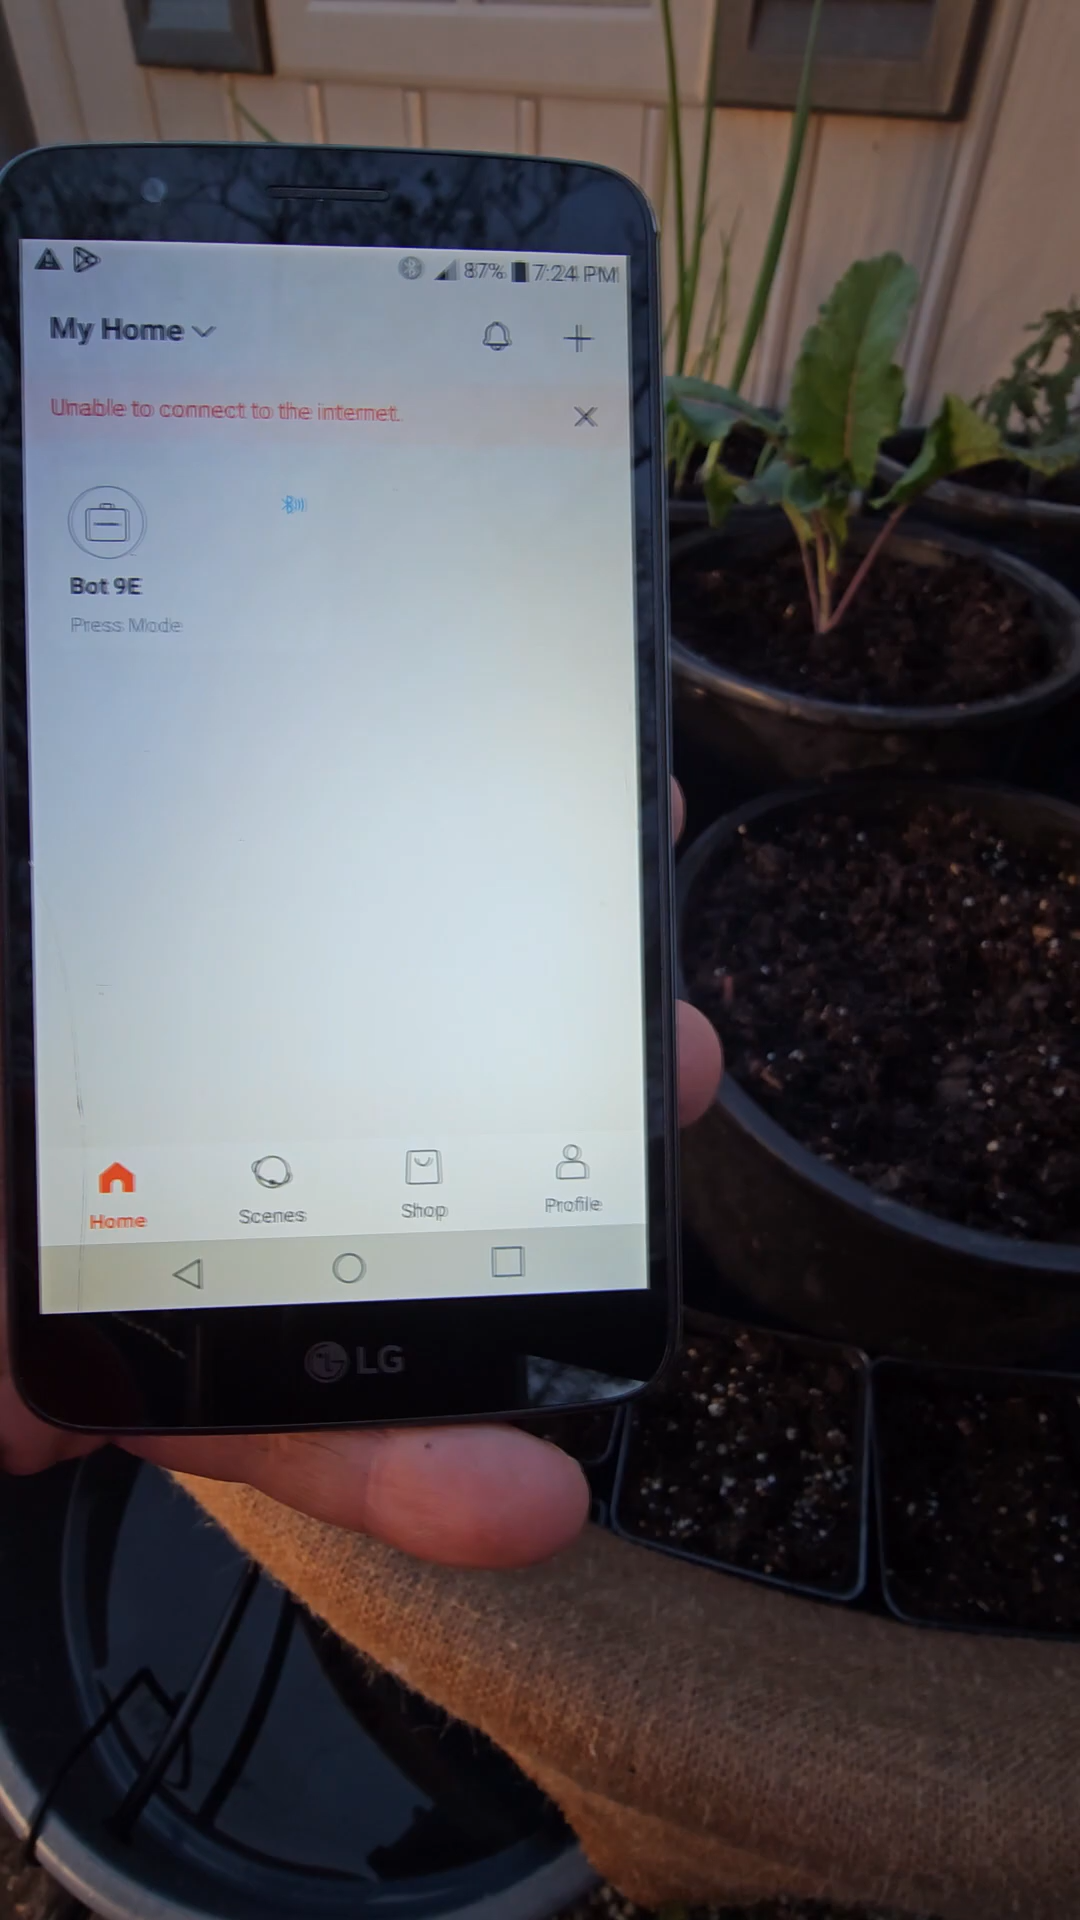 87% 7:24 PM
My Home
Unable to connect to the internet.
Bot 9E
Press Mode
Home
Scenes
Shop
Profile
LG